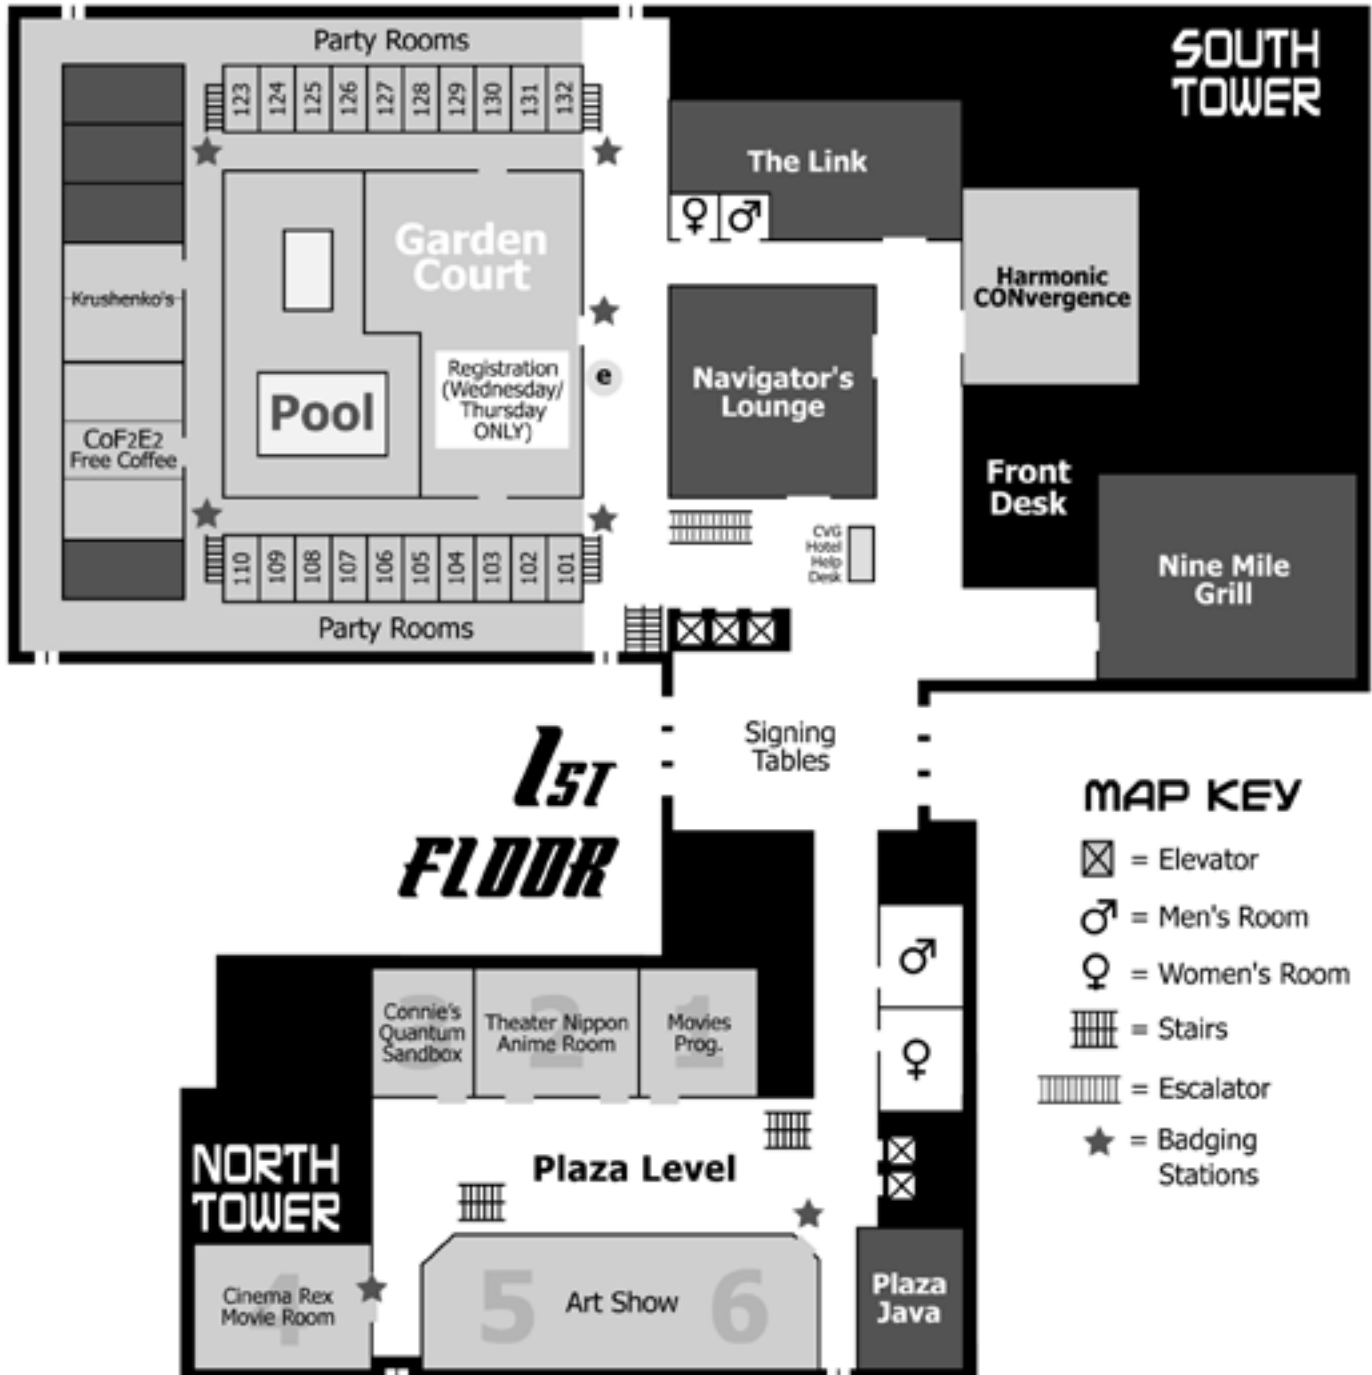 Party Rooms
SOUTH
TOWER
123
124
125
126
127
128
129
130
131
132
The Link
♀
♂
Garden
Court
Harmonic
CONvergence
Krushenko's
Registration
(Wednesday/
Thursday
ONLY)
e
Navigator's
Lounge
Pool
CoF2E2
Free Coffee
Front
Desk
CVG
Hotel
Help
Desk
110
109
108
107
106
105
104
103
102
101
Nine Mile
Grill
Party Rooms
1ST
FLOOR
Signing
Tables
MAP KEY
= Elevator
♂ = Men's Room
♀ = Women's Room
= Stairs
= Escalator
★ = Badging
Stations
♂
♀
3
Connie's
Quantum
Sandbox
2
Theater Nippon
Anime Room
1
Movies
Prog.
Plaza Level
NORTH
TOWER
4
Cinema Rex
Movie Room
5
Art Show
6
Plaza
Java